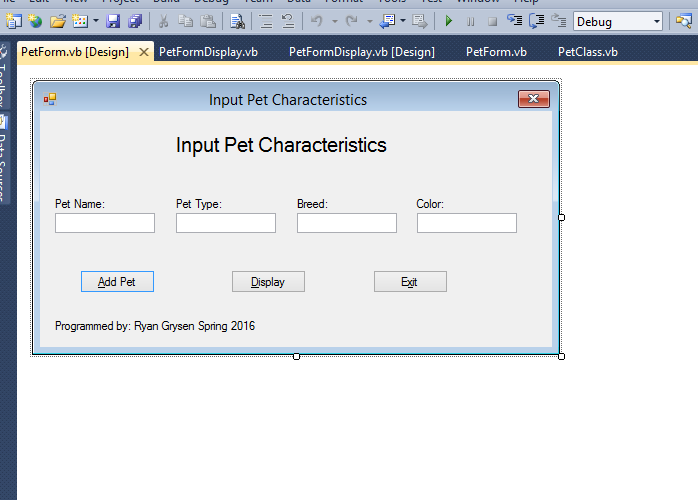 File View Project Build Debug Team Data Format Tools Test Window Help
Debug
PetForm.vb [Design] PetFormDisplay.vb PetFormDisplay.vb [Design] PetForm.vb PetClass.vb
Toolbox
Data Sources
Input Pet Characteristics
Input Pet Characteristics
Pet Name: Pet Type: Breed: Color:
Add Pet Display Exit
Programmed by: Ryan Grysen Spring 2016